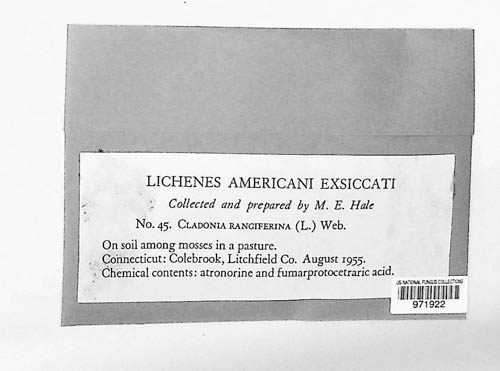 LICHENES AMERICANI EXSICCATI
Collected and prepared by M. E. Hale
No. 45. CLADONIA RANGIFERINA (L.) Web.
On soil among mosses in a pasture.
Connecticut: Colebrook, Litchfield Co. August 1955.
Chemical contents: atronorine and fumarprotocetraric acid.
US NATIONAL FUNGUS COLLECTIONS
971922